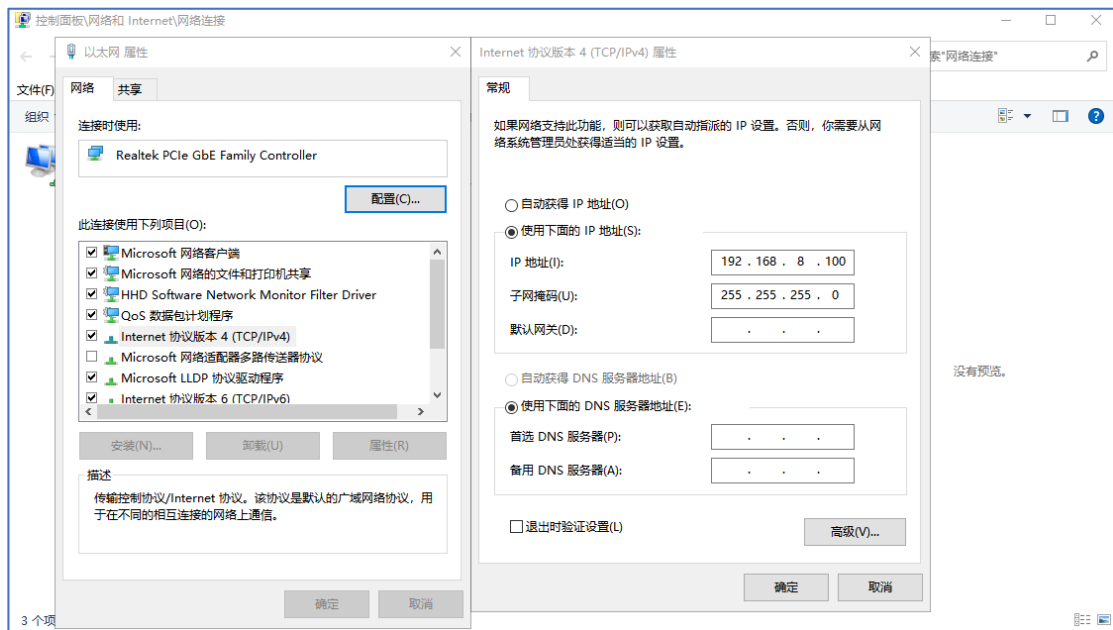 控制面板\网络和 Internet\网络连接
索"网络连接"
文件(F)
组织
以太网 属性
网络
共享
连接时使用:
Realtek PCIe GbE Family Controller
配置(C)...
此连接使用下列项目(O):
Microsoft 网络客户端
Microsoft 网络的文件和打印机共享
HHD Software Network Monitor Filter Driver
QoS 数据包计划程序
Internet 协议版本 4 (TCP/IPv4)
Microsoft 网络适配器多路传送器协议
Microsoft LLDP 协议驱动程序
Internet 协议版本 6 (TCP/IPv6)
安装(N)...
卸载(U)
属性(R)
描述
传输控制协议/Internet 协议。该协议是默认的广域网络协议，用
于在不同的相互连接的网络上通信。
确定
取消
Internet 协议版本 4 (TCP/IPv4) 属性
常规
如果网络支持此功能，则可以获取自动指派的 IP 设置。否则，你需要从网
络系统管理员处获得适当的 IP 设置。
自动获得 IP 地址(O)
使用下面的 IP 地址(S):
IP 地址(I):
192 . 168 . 8 . 100
子网掩码(U):
255 . 255 . 255 . 0
默认网关(D):
. . .
自动获得 DNS 服务器地址(B)
使用下面的 DNS 服务器地址(E):
首选 DNS 服务器(P):
. . .
备用 DNS 服务器(A):
. . .
退出时验证设置(L)
高级(V)...
确定
取消
没有预览。
3 个项